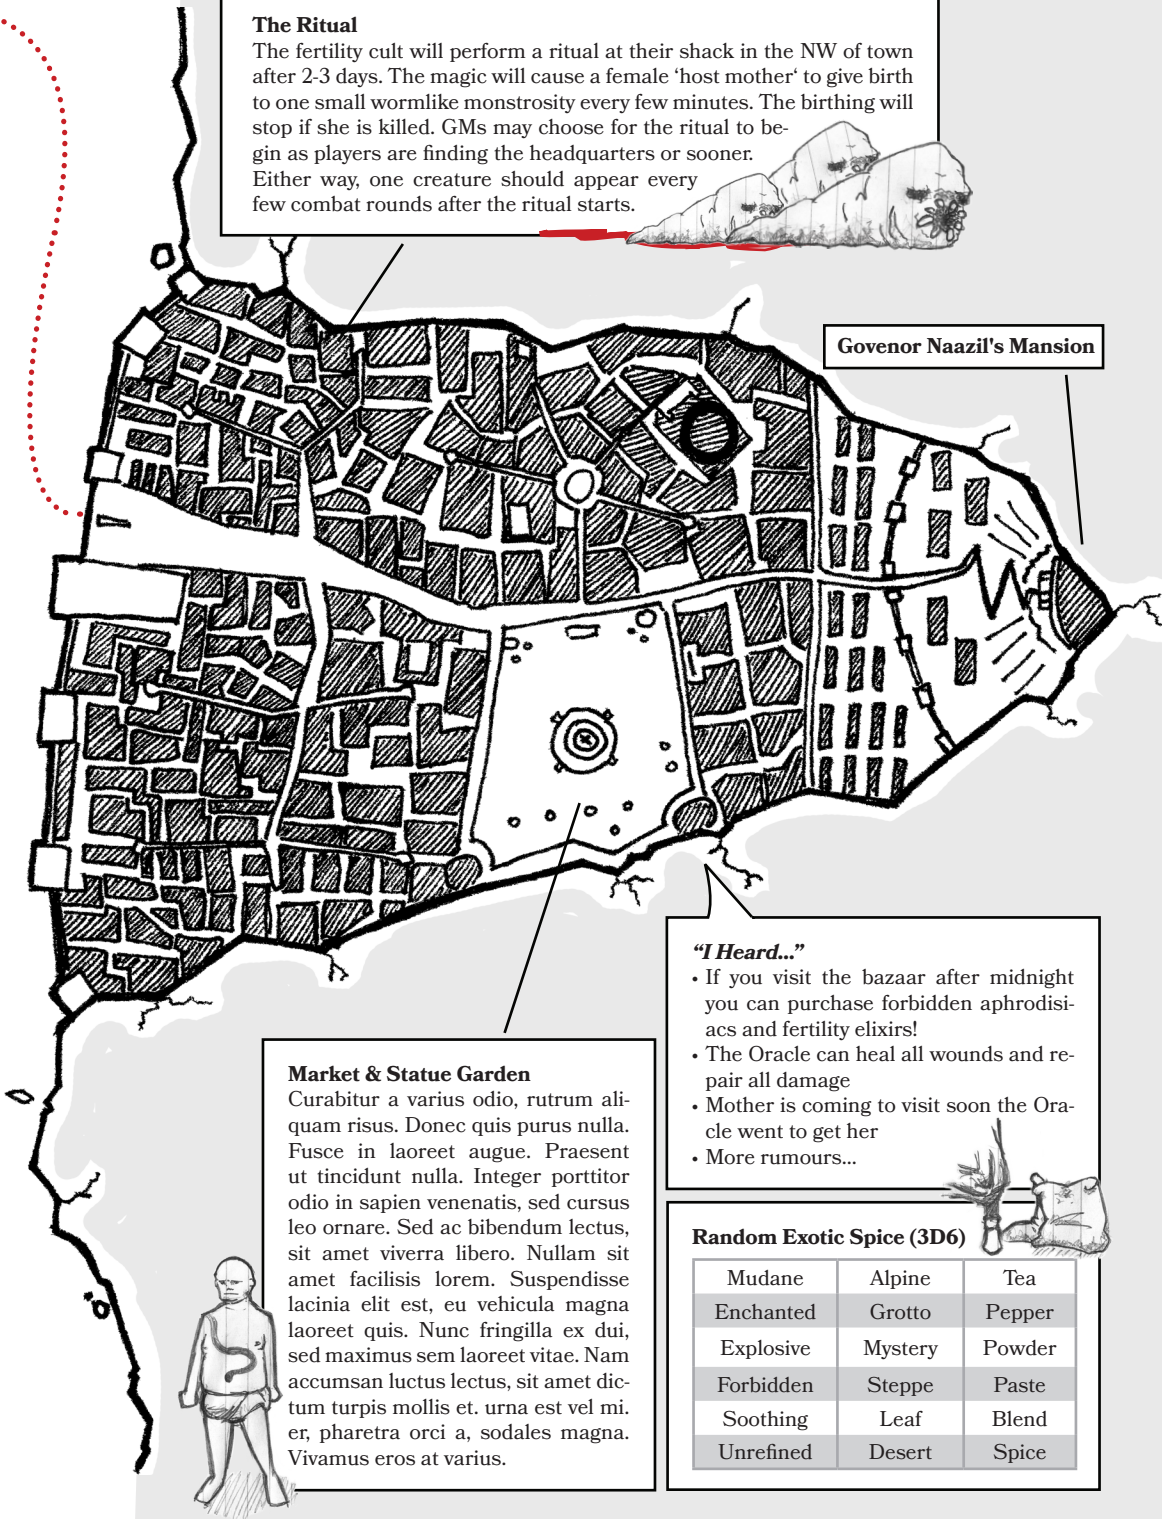 The Ritual
The fertility cult will perform a ritual at their shack in the NW of town
after 2-3 days. The magic will cause a female ‘host mother‘ to give birth
to one small wormlike monstrosity every few minutes. The birthing will
stop if she is killed. GMs may choose for the ritual to be-
gin as players are finding the headquarters or sooner.
Either way, one creature should appear every
few combat rounds after the ritual starts.
Govenor Naazil's Mansion
“I Heard...”
• If you visit the bazaar after midnight
you can purchase forbidden aphrodisi-
acs and fertility elixirs!
• The Oracle can heal all wounds and re-
pair all damage
• Mother is coming to visit soon the Ora-
cle went to get her
• More rumours...
Market & Statue Garden
Curabitur a varius odio, rutrum ali-
quam risus. Donec quis purus nulla.
Fusce in laoreet augue. Praesent
ut tincidunt nulla. Integer porttitor
odio in sapien venenatis, sed cursus
leo ornare. Sed ac bibendum lectus,
sit amet viverra libero. Nullam sit
amet facilisis lorem. Suspendisse
lacinia elit est, eu vehicula magna
laoreet quis. Nunc fringilla ex dui,
sed maximus sem laoreet vitae. Nam
accumsan luctus lectus, sit amet dic-
tum turpis mollis et. urna est vel mi.
er, pharetra orci a, sodales magna.
Vivamus eros at varius.
Random Exotic Spice (3D6)
Mudane Alpine Tea
Enchanted Grotto Pepper
Explosive Mystery Powder
Forbidden Steppe Paste
Soothing Leaf Blend
Unrefined Desert Spice